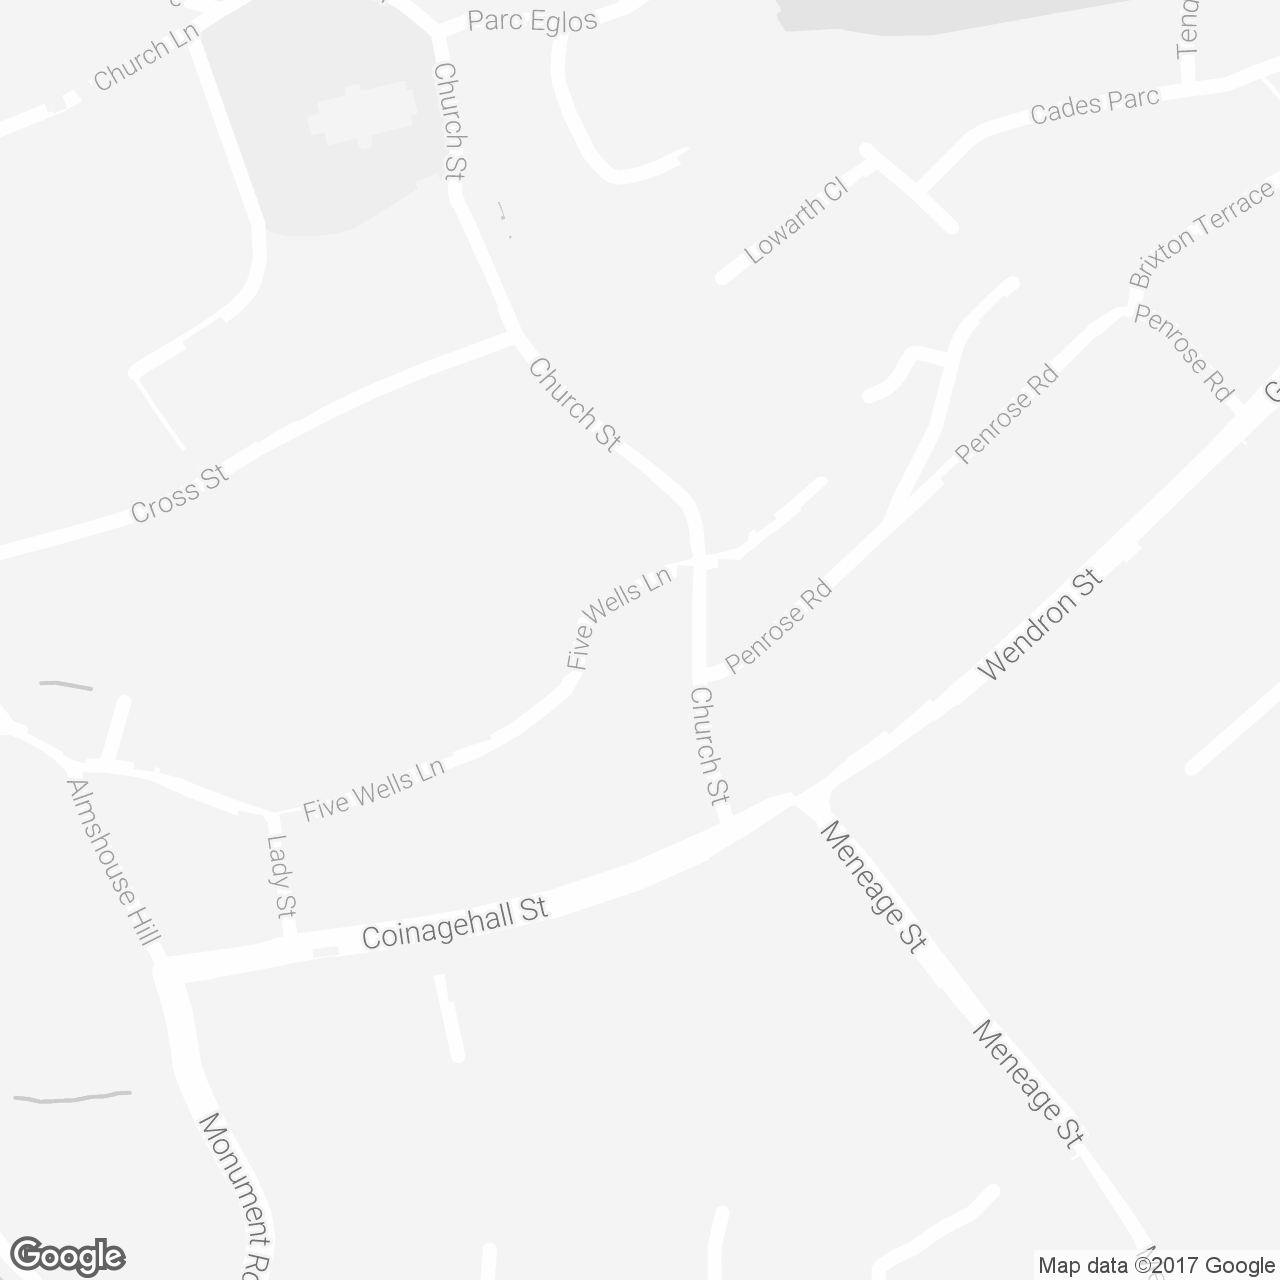 Parc Eglos
Church Ln
Church St
Cades Parc
Lowarth Cl
Brixton Terrace
Penrose Rd
Church St
Penrose Rd
Cross St
Wendron St
Five Wells Ln
Penrose Rd
Church St
Five Wells Ln
Almshouse Hill
Lady St
Coinagehall St
Meneage St
Meneage St
Monument
Google
Map data ©2017 Google